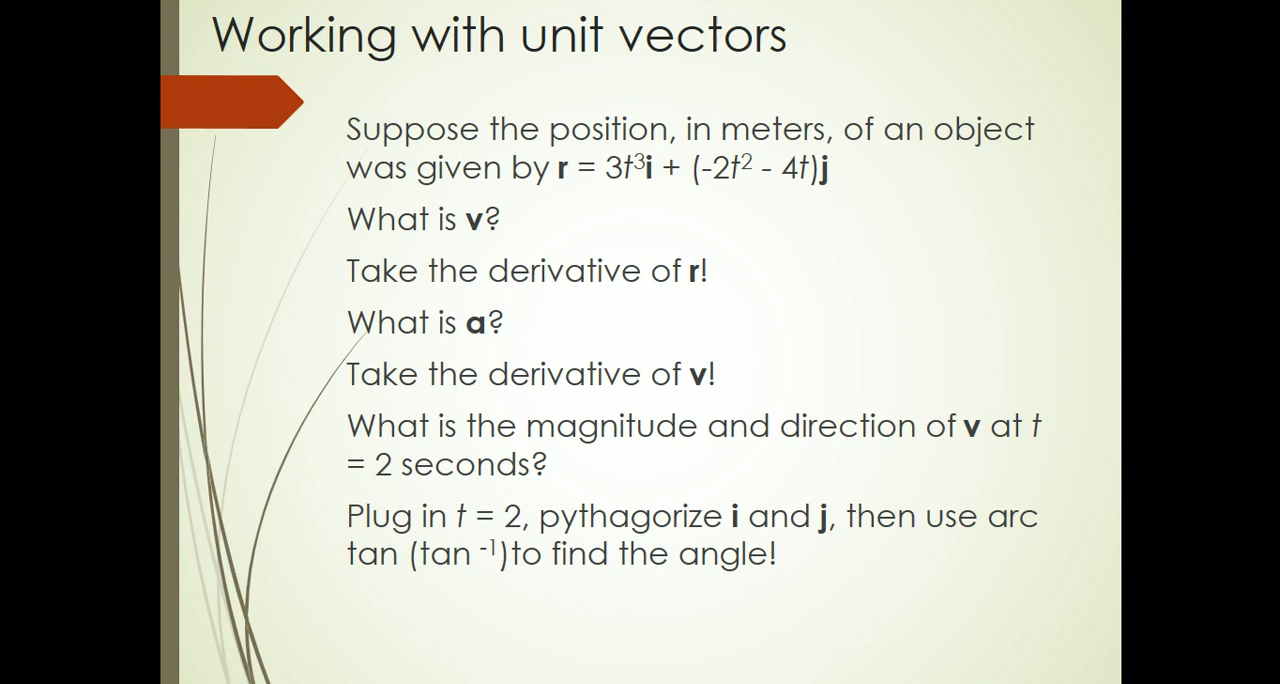 Working with unit vectors
Suppose the position, in meters, of an object
was given by r = 3t³i + (-2t² - 4t)j
What is v?
Take the derivative of r!
What is a?
Take the derivative of v!
What is the magnitude and direction of v at t
= 2 seconds?
Plug in t = 2, pythagorize i and j, then use arc
tan (tan ⁻¹)to find the angle!